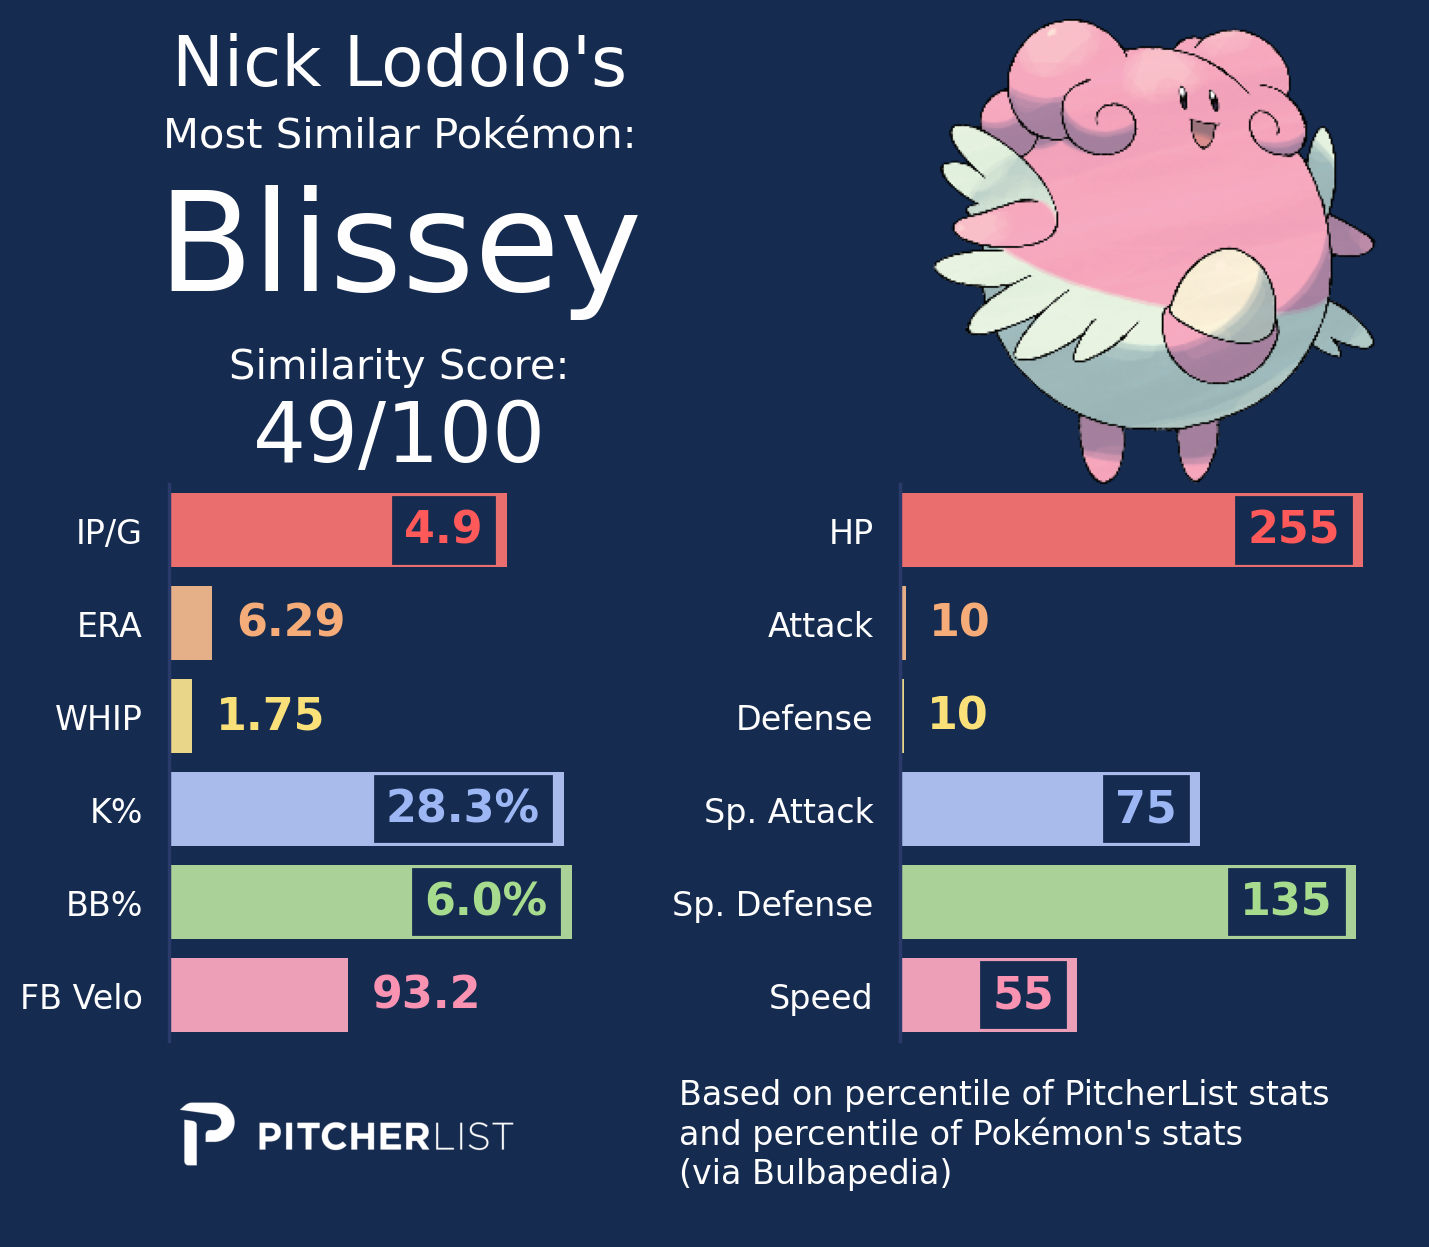 Nick Lodolo's
Most Similar Pokémon:
Blissey
Similarity Score:
49/100
IP/G 4.9
ERA 6.29
WHIP 1.75
K% 28.3%
BB% 6.0%
FB Velo 93.2
HP 255
Attack 10
Defense 10
Sp. Attack 75
Sp. Defense 135
Speed 55
PITCHERLIST
Based on percentile of PitcherList stats
and percentile of Pokémon's stats
(via Bulbapedia)